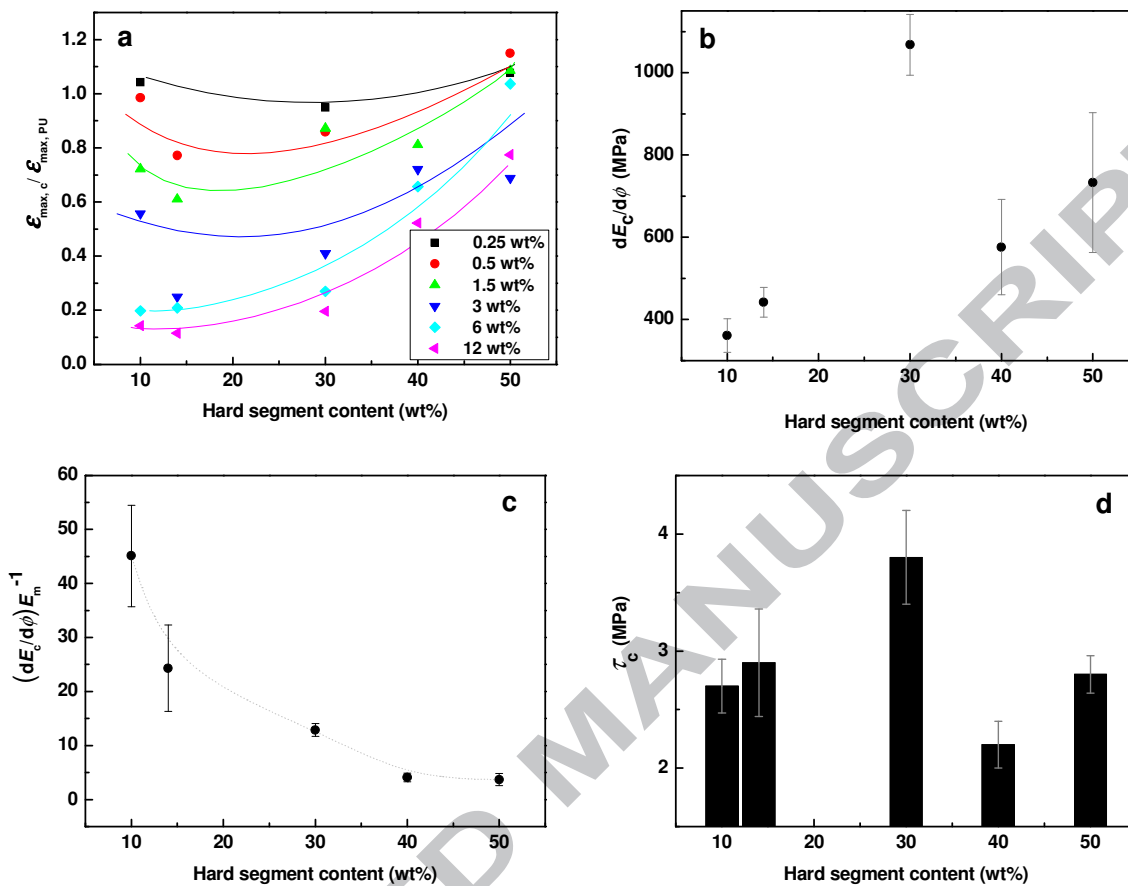 a
1.2
1.0
0.8
0.6
0.4
0.2
0.0
ε_max, c / ε_max, PU
0.25 wt%
0.5 wt%
1.5 wt%
3 wt%
6 wt%
12 wt%
10 20 30 40 50
Hard segment content (wt%)
b
1000
800
600
400
dE_C/dϕ (MPa)
10 20 30 40 50
Hard segment content (wt%)
c
60
50
40
30
20
10
0
(dE_c/dϕ)E_m^-1
10 20 30 40 50
Hard segment content (wt%)
d
4
3
2
τ_c (MPa)
10 20 30 40 50
Hard segment content (wt%)
D MANUSCRIP